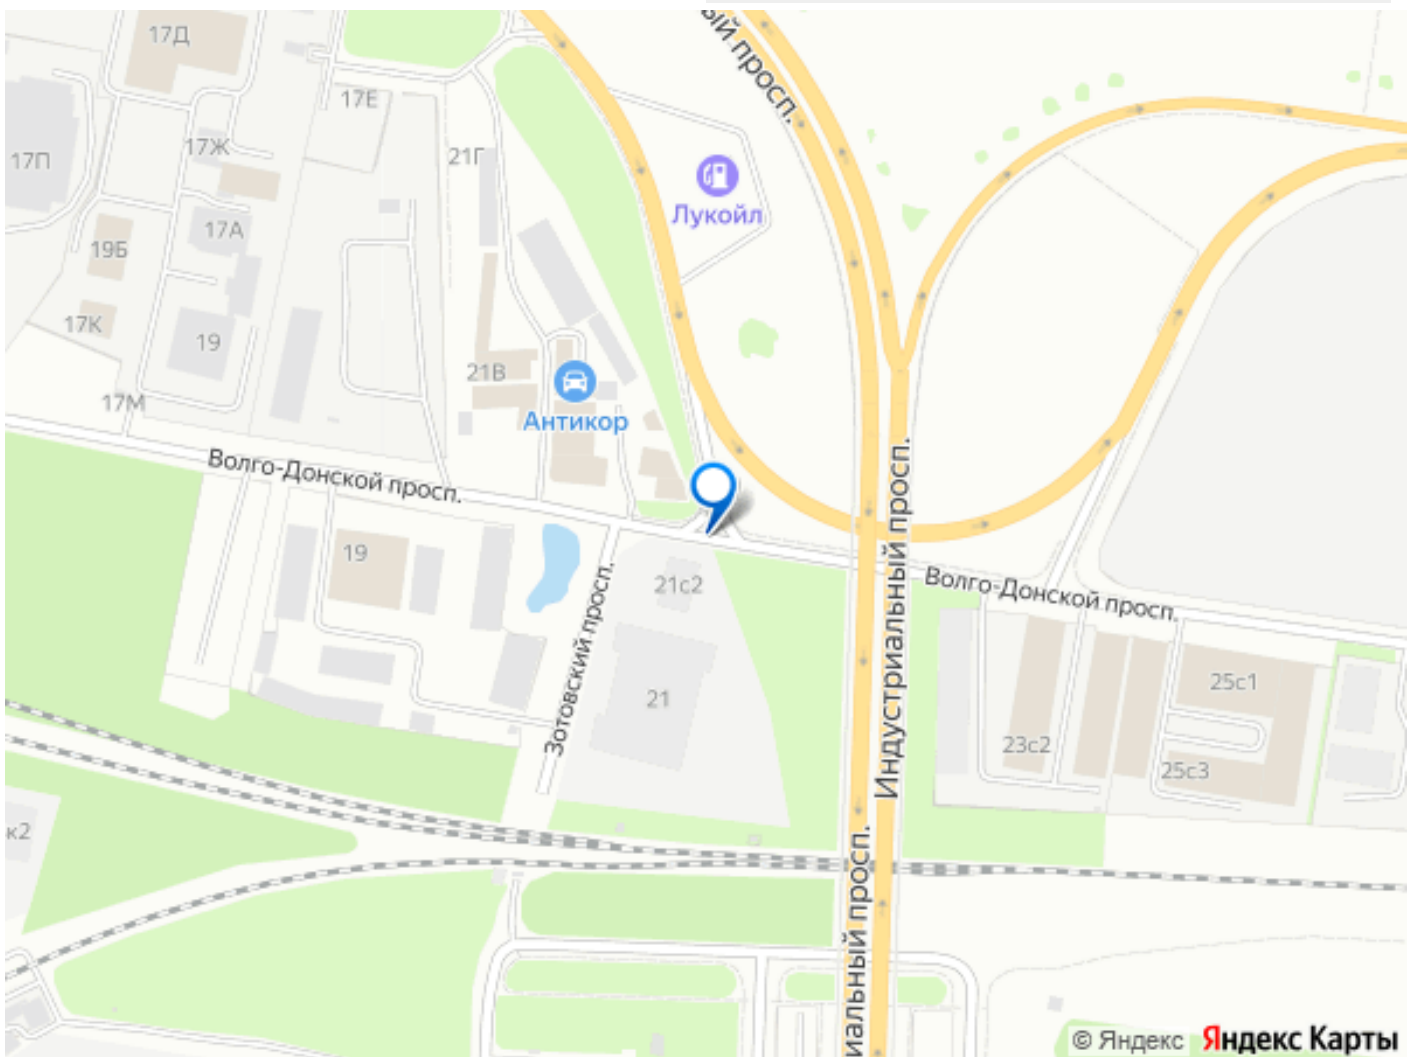 17Д
ый просп.
17Е
17Ж
17П
21Г
Лукойл
17А
19Б
17К
19
21В
17М
Антикор
Волго-Донской просп.
19
21с2
Зотовский просп.
Индустриальный просп.
Волго-Донской просп.
21
25с1
23с2
25с3
к2
иальный просп.
© Яндекс Яндекс Карты